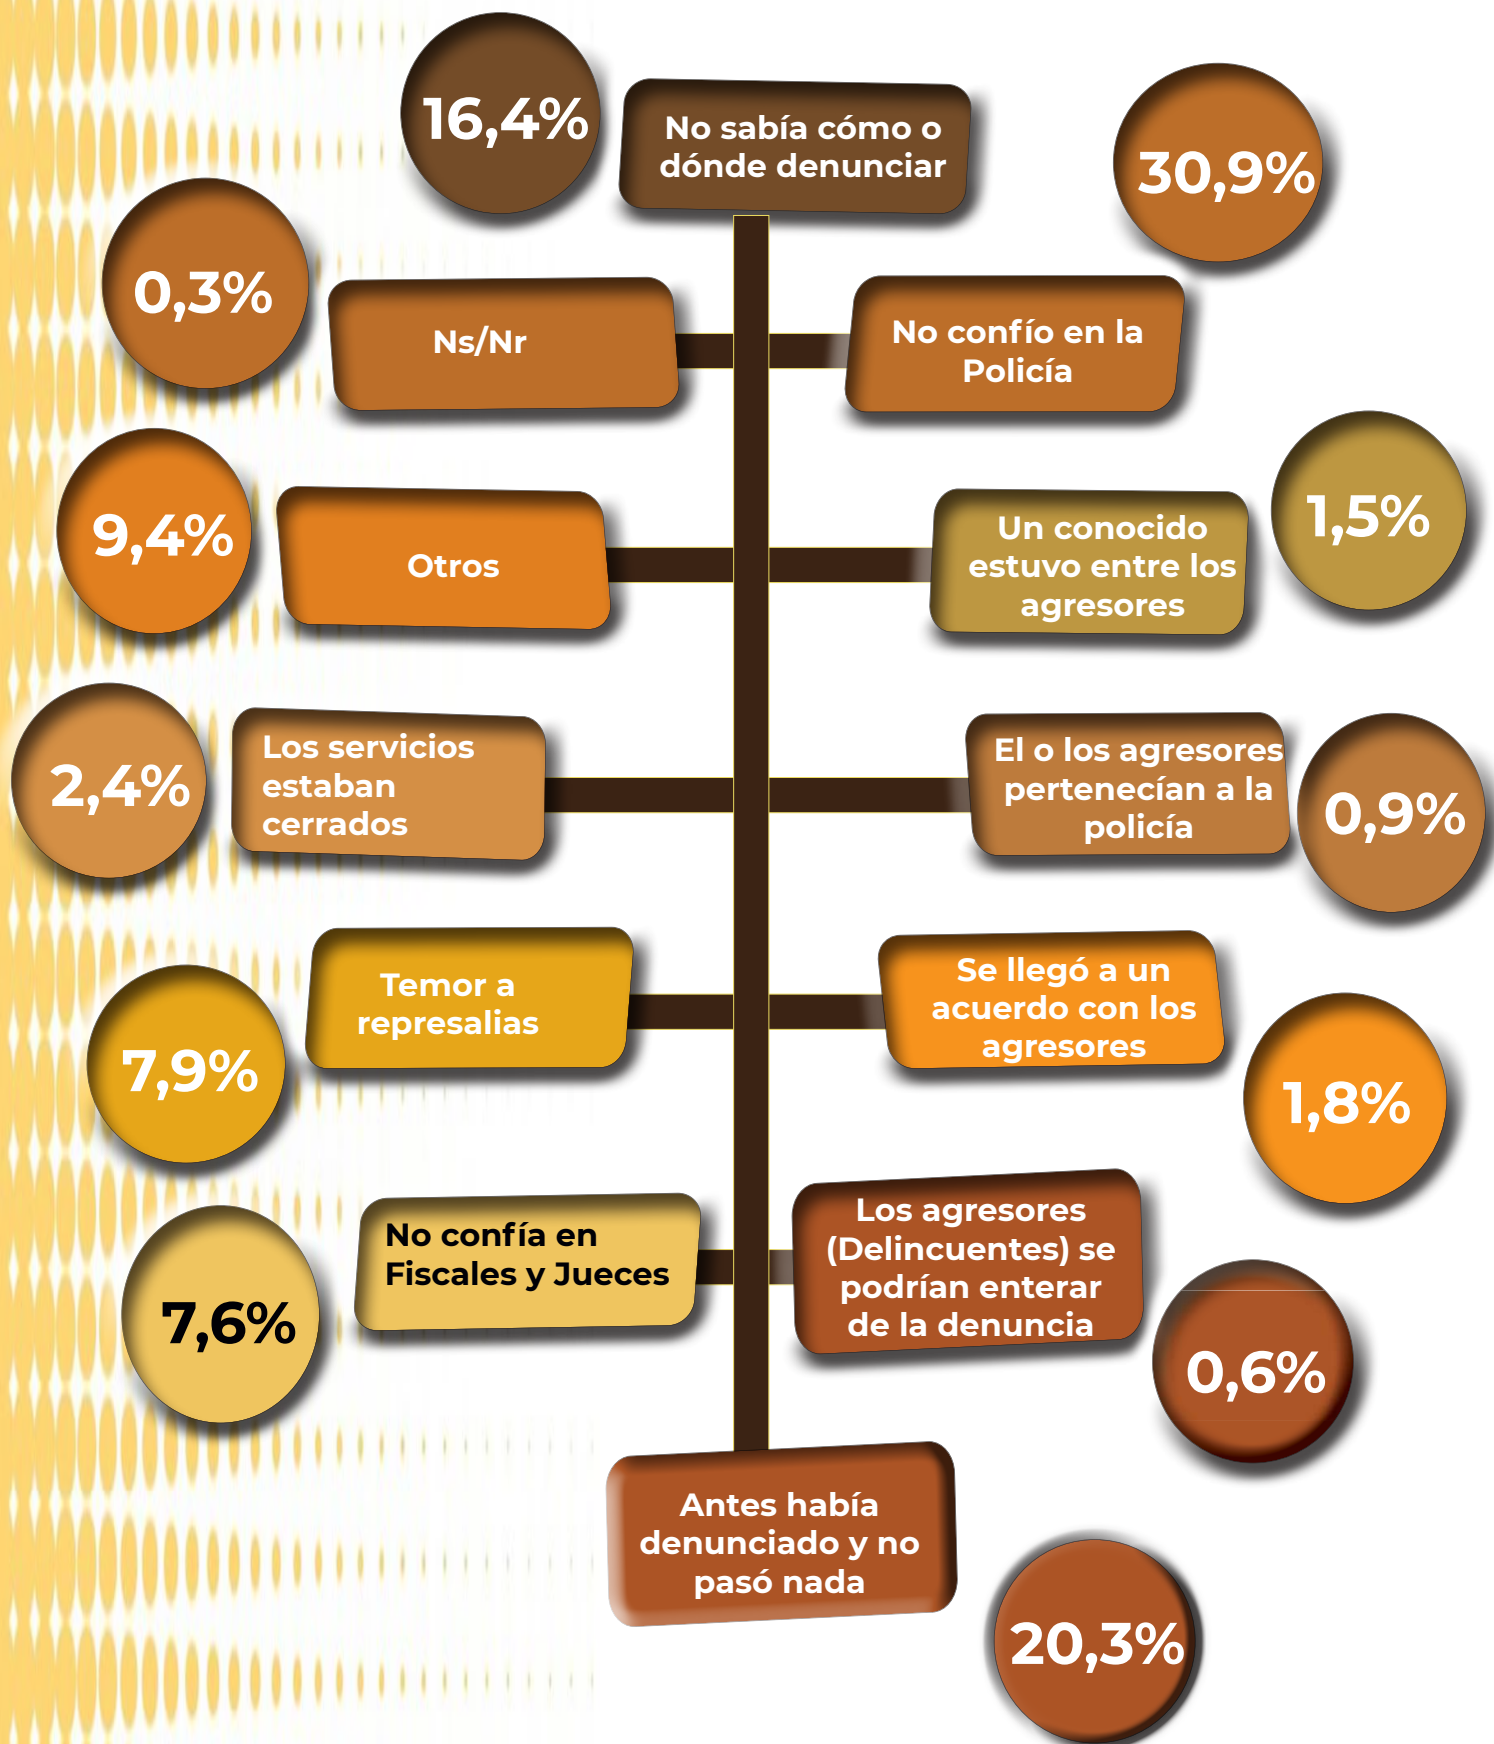 16,4%
No sabía cómo o
dónde denunciar
30,9%
No confío en la
Policía
0,3%
Ns/Nr
1,5%
Un conocido
estuvo entre los
agresores
9,4%
Otros
0,9%
El o los agresores
pertenecían a la
policía
2,4%
Los servicios
estaban
cerrados
1,8%
Se llegó a un
acuerdo con los
agresores
7,9%
Temor a
represalias
0,6%
Los agresores
(Delincuentes) se
podrían enterar
de la denuncia
7,6%
No confía en
Fiscales y Jueces
Antes había
denunciado y no
pasó nada
20,3%